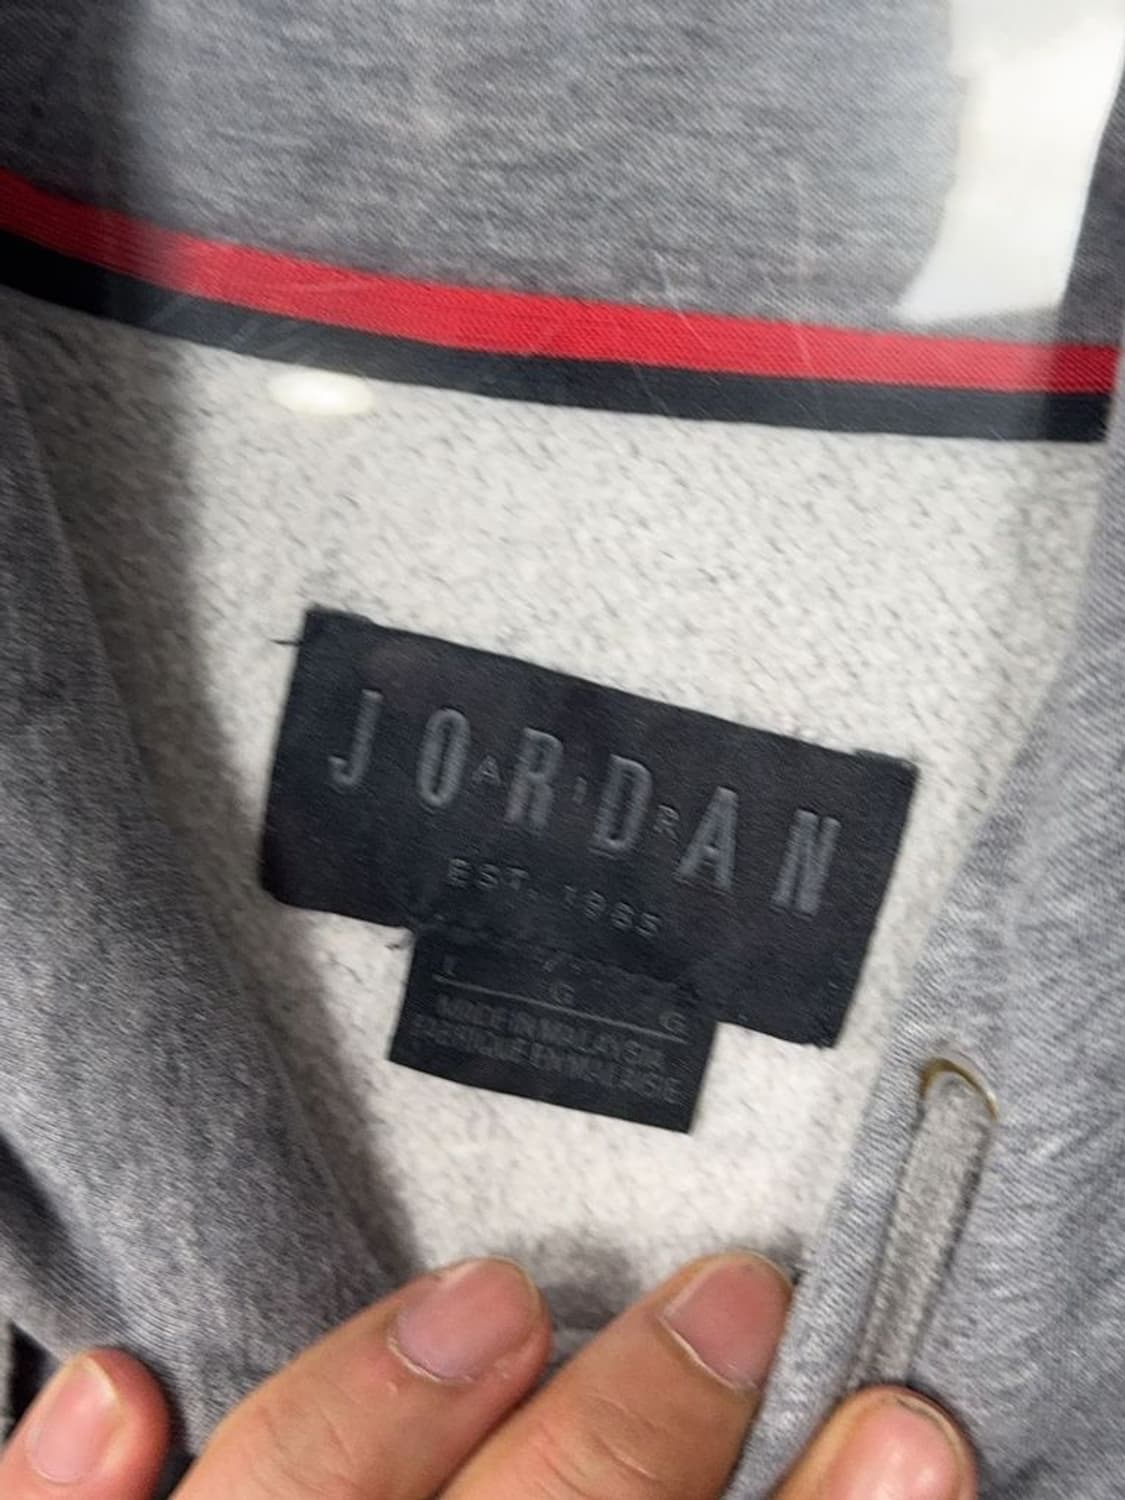 JORDAN
AIR
EST. 1985
L G G
MADE IN MALAYSIA
FABRIQUE EN MALAISIE